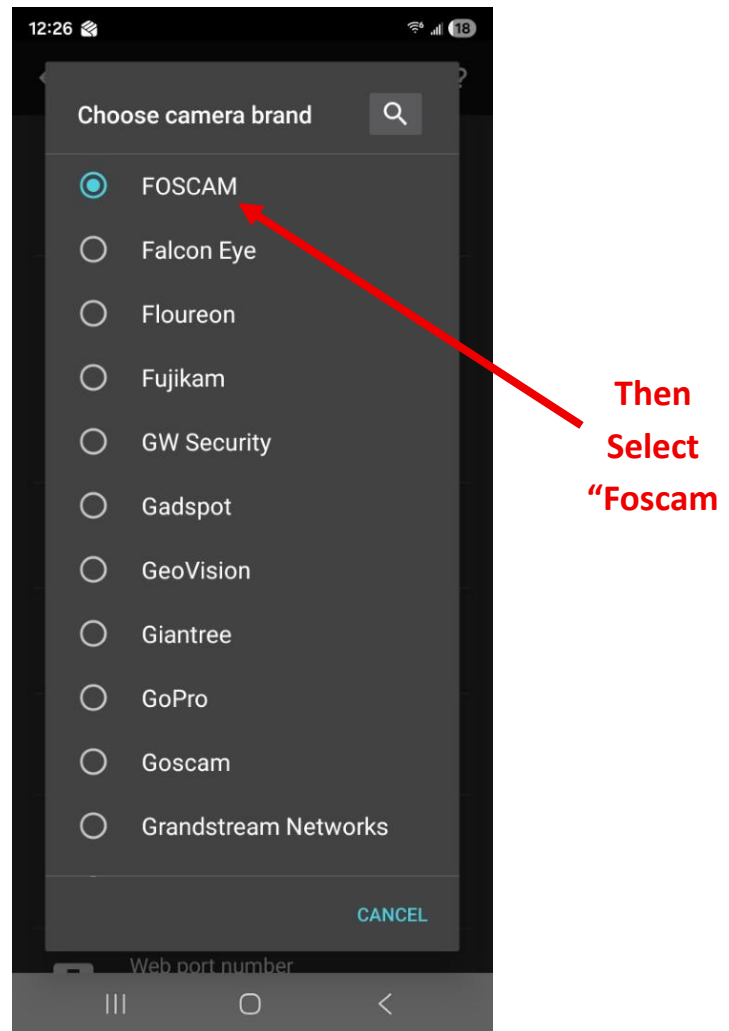 12:26
18
?
Choose camera brand
FOSCAM
Falcon Eye
Floureon
Fujikam
GW Security
Gadspot
GeoVision
Giantree
GoPro
Goscam
Grandstream Networks
CANCEL
Web port number
Then
Select
“Foscam